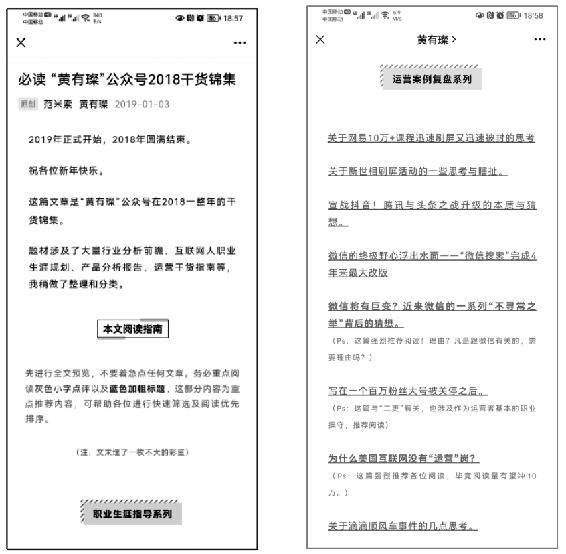 18:57
必读 “黄有璨”公众号2018干货锦集
原创 范米索 黄有璨 2019-01-03
2019年正式开始，2018年圆满结束。
祝各位新年快乐。
这篇文章是“黄有璨”公众号在2018一整年的干
货锦集。
题材涉及了大量行业分析前瞻、互联网人职业
生涯规划、产品分析报告、运营干货指南等，
我稍做了整理和分类。
本文阅读指南
先进行全文预览，不要着急点任何文章。务必重点阅
读灰色小字点评以及蓝色加粗标题，这部分内容为重
点推荐内容，可帮助各位进行快速筛选及阅读优先
排序。
（注：文末埋了一枚不大的彩蛋）
职业生涯指导系列
18:58
黄有璨
运营案例复盘系列
关于网易10万+课程迅速刷屏又迅速被封的思考
关于新世相刷屏活动的一些思考与瞎扯。
宣战抖音！腾讯与头条之战升级的本质与猜
想。
微信的终极野心浮出水面——“微信搜索”完成4
年来最大改版
微信将有巨变？近来微信的一系列“不寻常之
举”背后的猜想。
（Ps：这篇强烈推荐阅读！理由？凡是跟微信有关的，需
要理由吗？）
写在一个百万粉丝大号被关停之后。
（Ps：这篇与“二更”有关，也涉及作为运营者基本的职业
操守，推荐阅读）
为什么美国互联网没有“运营”岗？
（Ps：这篇强烈推荐各位阅读，毕竟阅读量有望冲10
万。）
关于滴滴顺风车事件的几点思考。